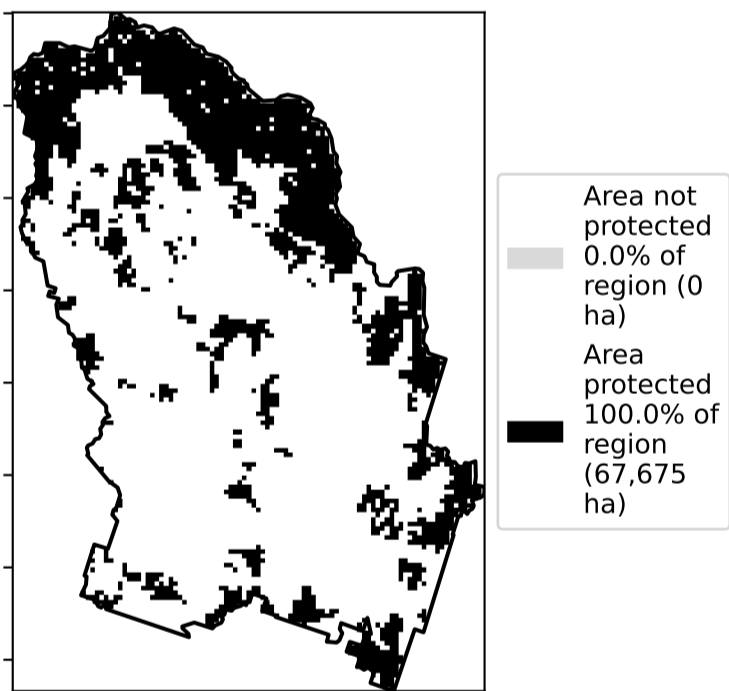 Area not
protected
0.0% of
region (0
ha)
Area
protected
100.0% of
region
(67,675
ha)